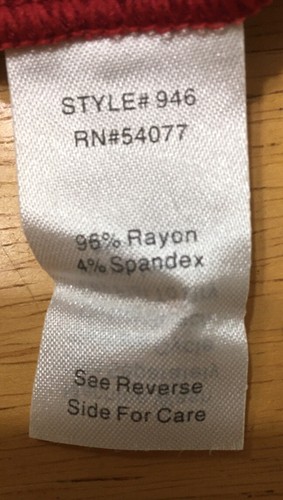 STYLE# 946
RN#54077
96% Rayon
4% Spandex
See Reverse
Side For Care